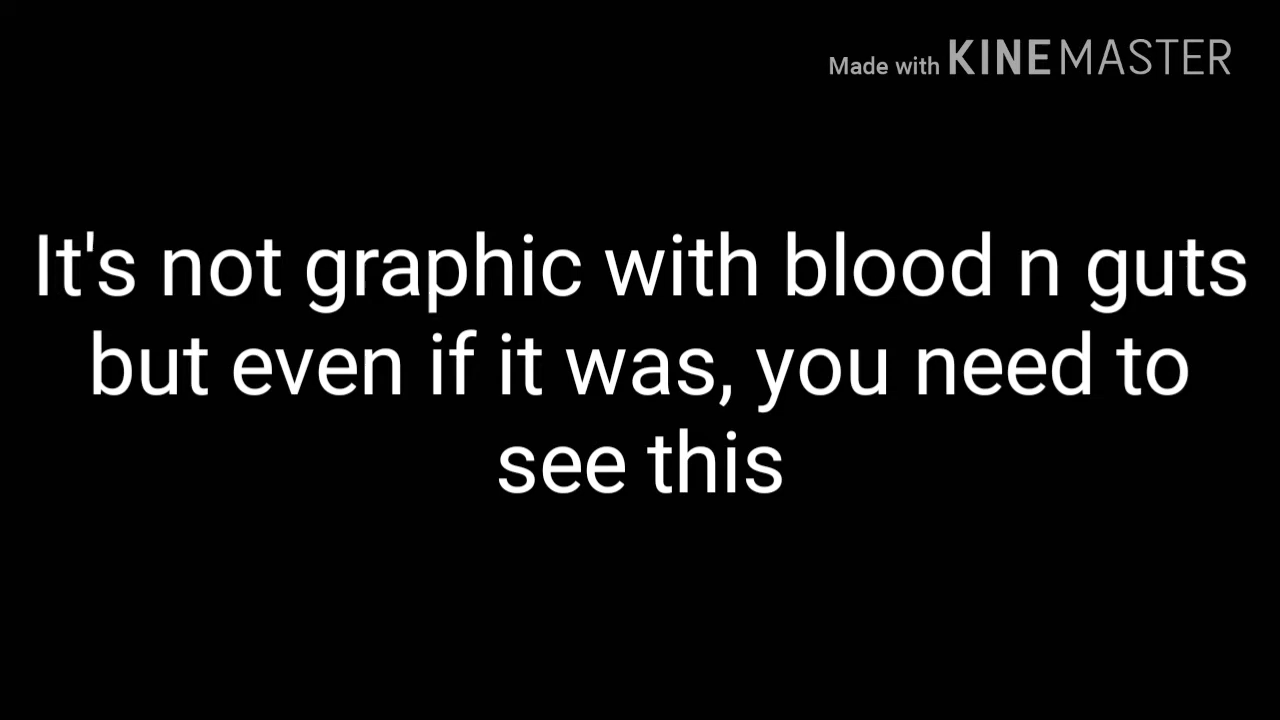 Made with KINEMASTER
It's not graphic with blood n guts
but even if it was, you need to
see this